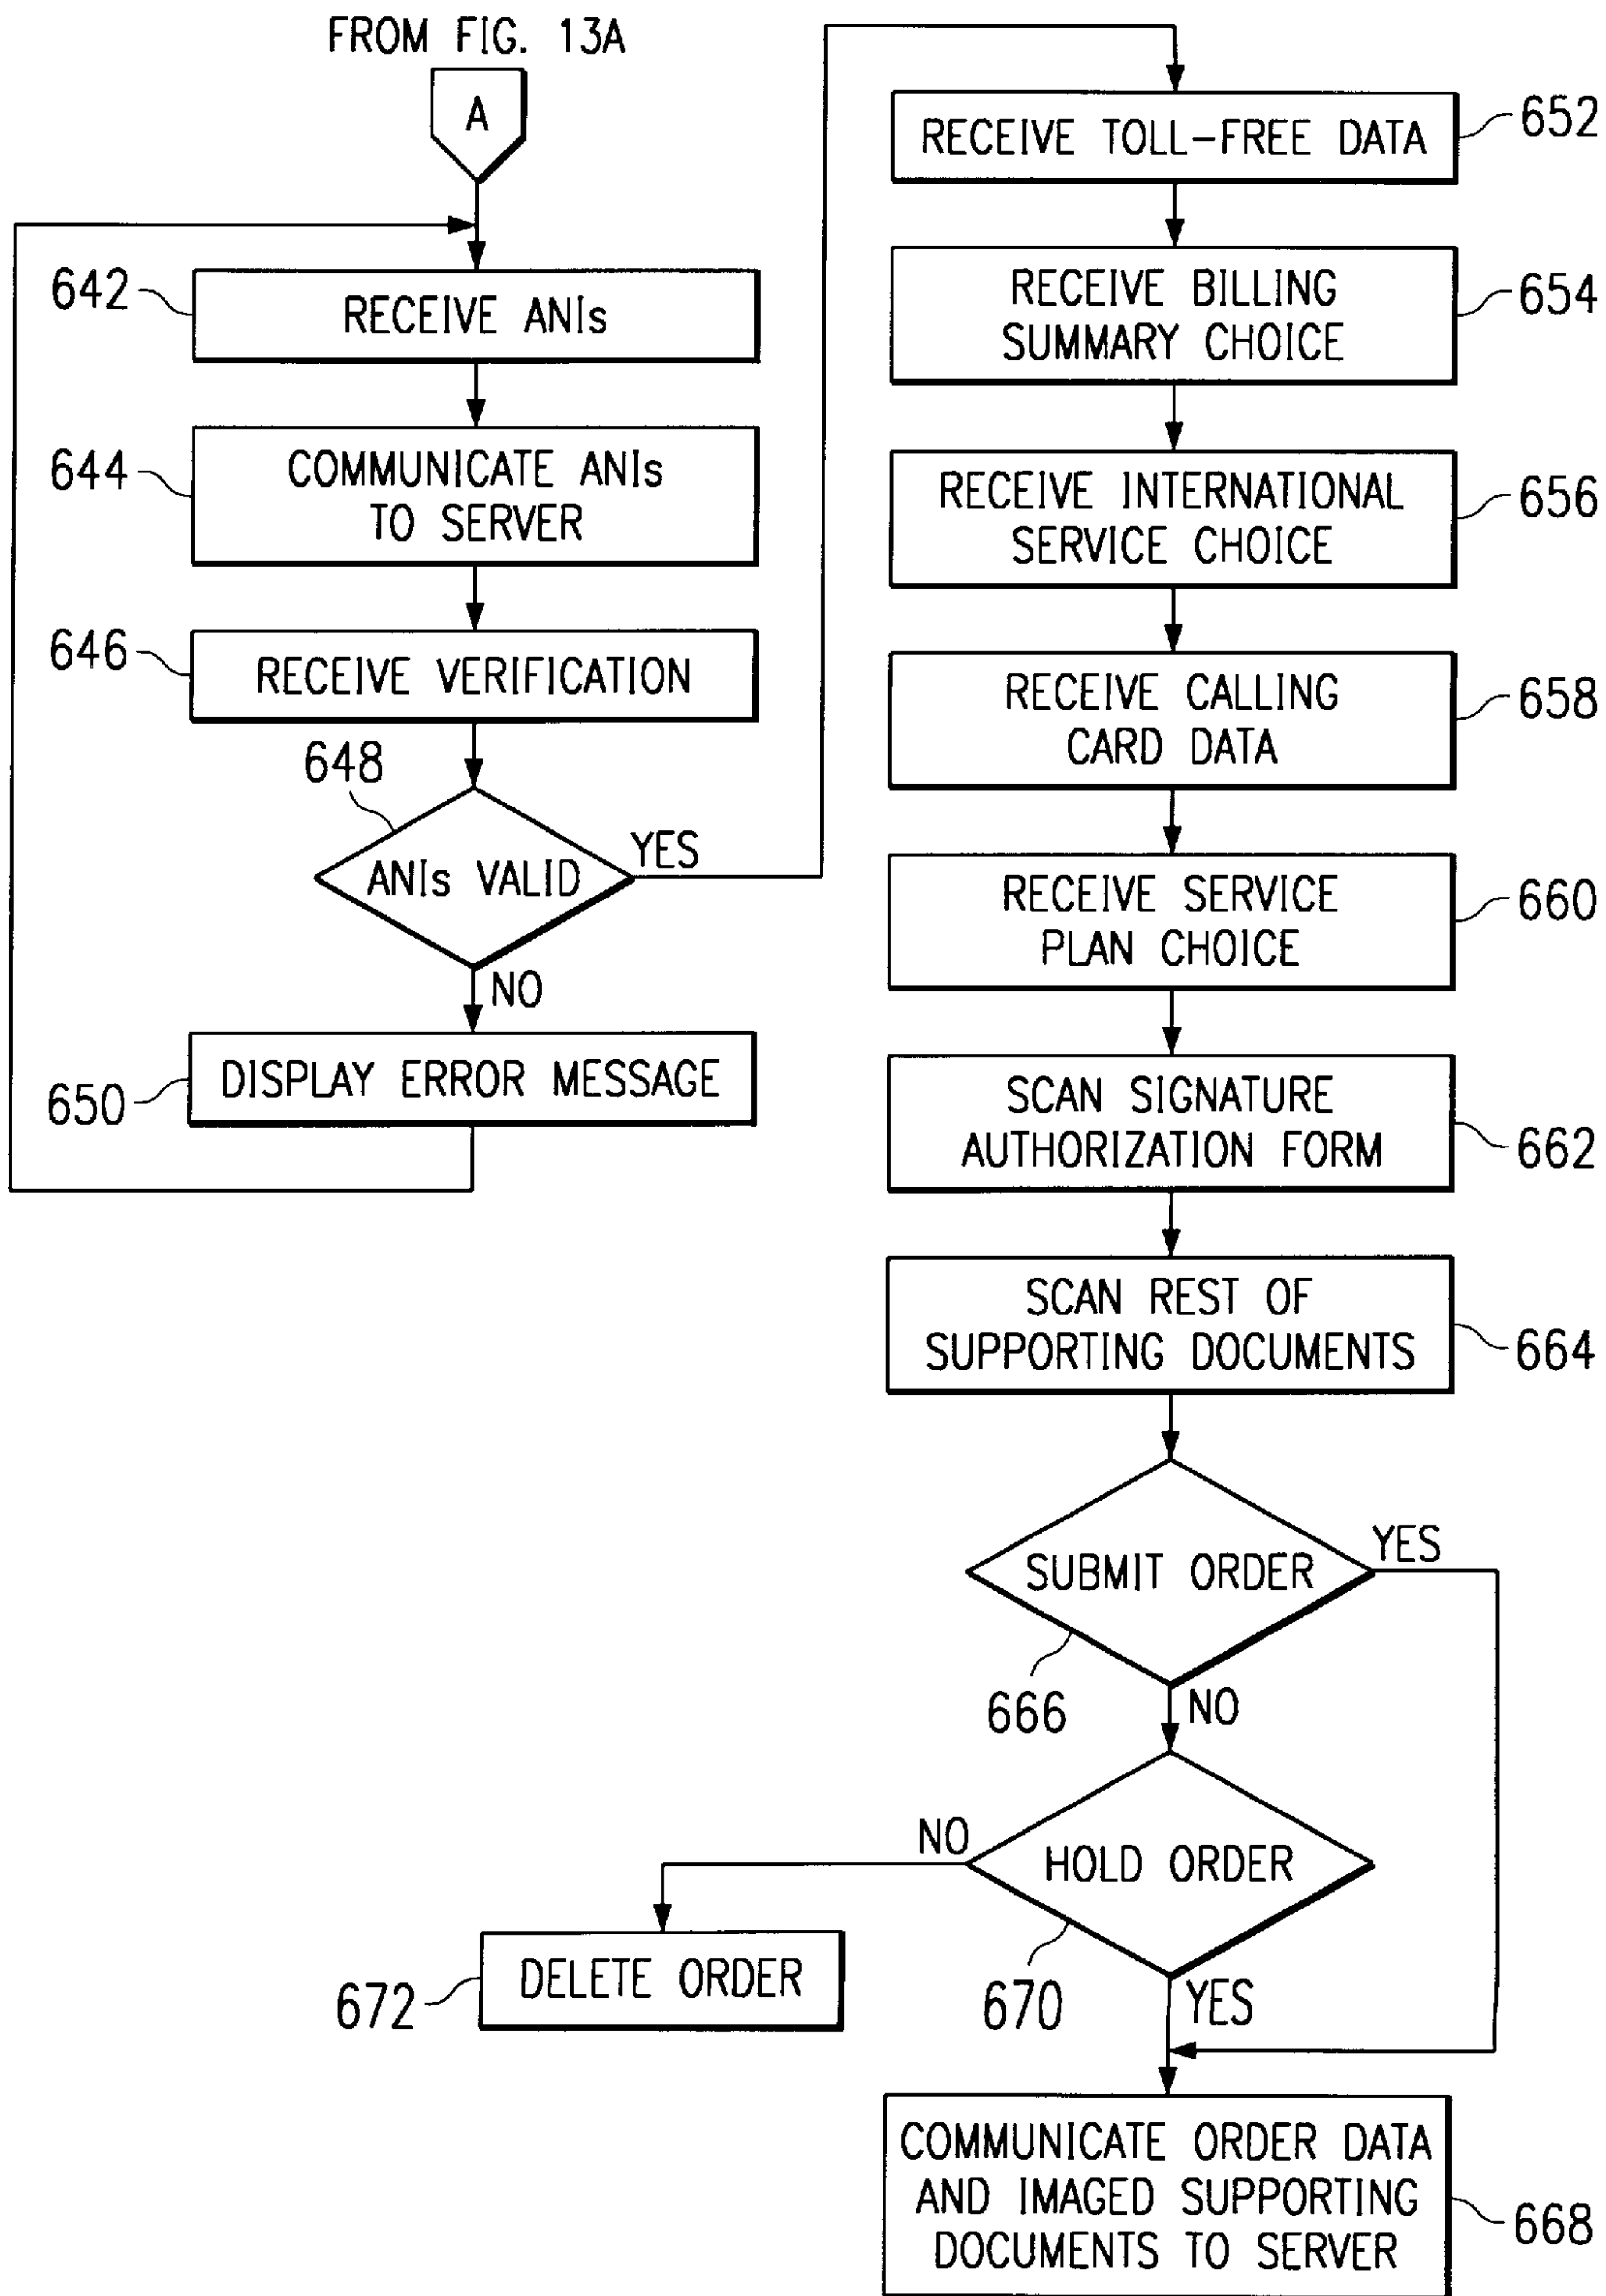 FROM FIG. 13A
A
642
RECEIVE ANIs
644
COMMUNICATE ANIs
TO SERVER
646
RECEIVE VERIFICATION
648
ANIs VALID
YES
NO
650
DISPLAY ERROR MESSAGE
RECEIVE TOLL-FREE DATA
652
RECEIVE BILLING
SUMMARY CHOICE
654
RECEIVE INTERNATIONAL
SERVICE CHOICE
656
RECEIVE CALLING
CARD DATA
658
RECEIVE SERVICE
PLAN CHOICE
660
SCAN SIGNATURE
AUTHORIZATION FORM
662
SCAN REST OF
SUPPORTING DOCUMENTS
664
SUBMIT ORDER
YES
666
NO
HOLD ORDER
NO
670
YES
DELETE ORDER
672
COMMUNICATE ORDER DATA
AND IMAGED SUPPORTING
DOCUMENTS TO SERVER
668